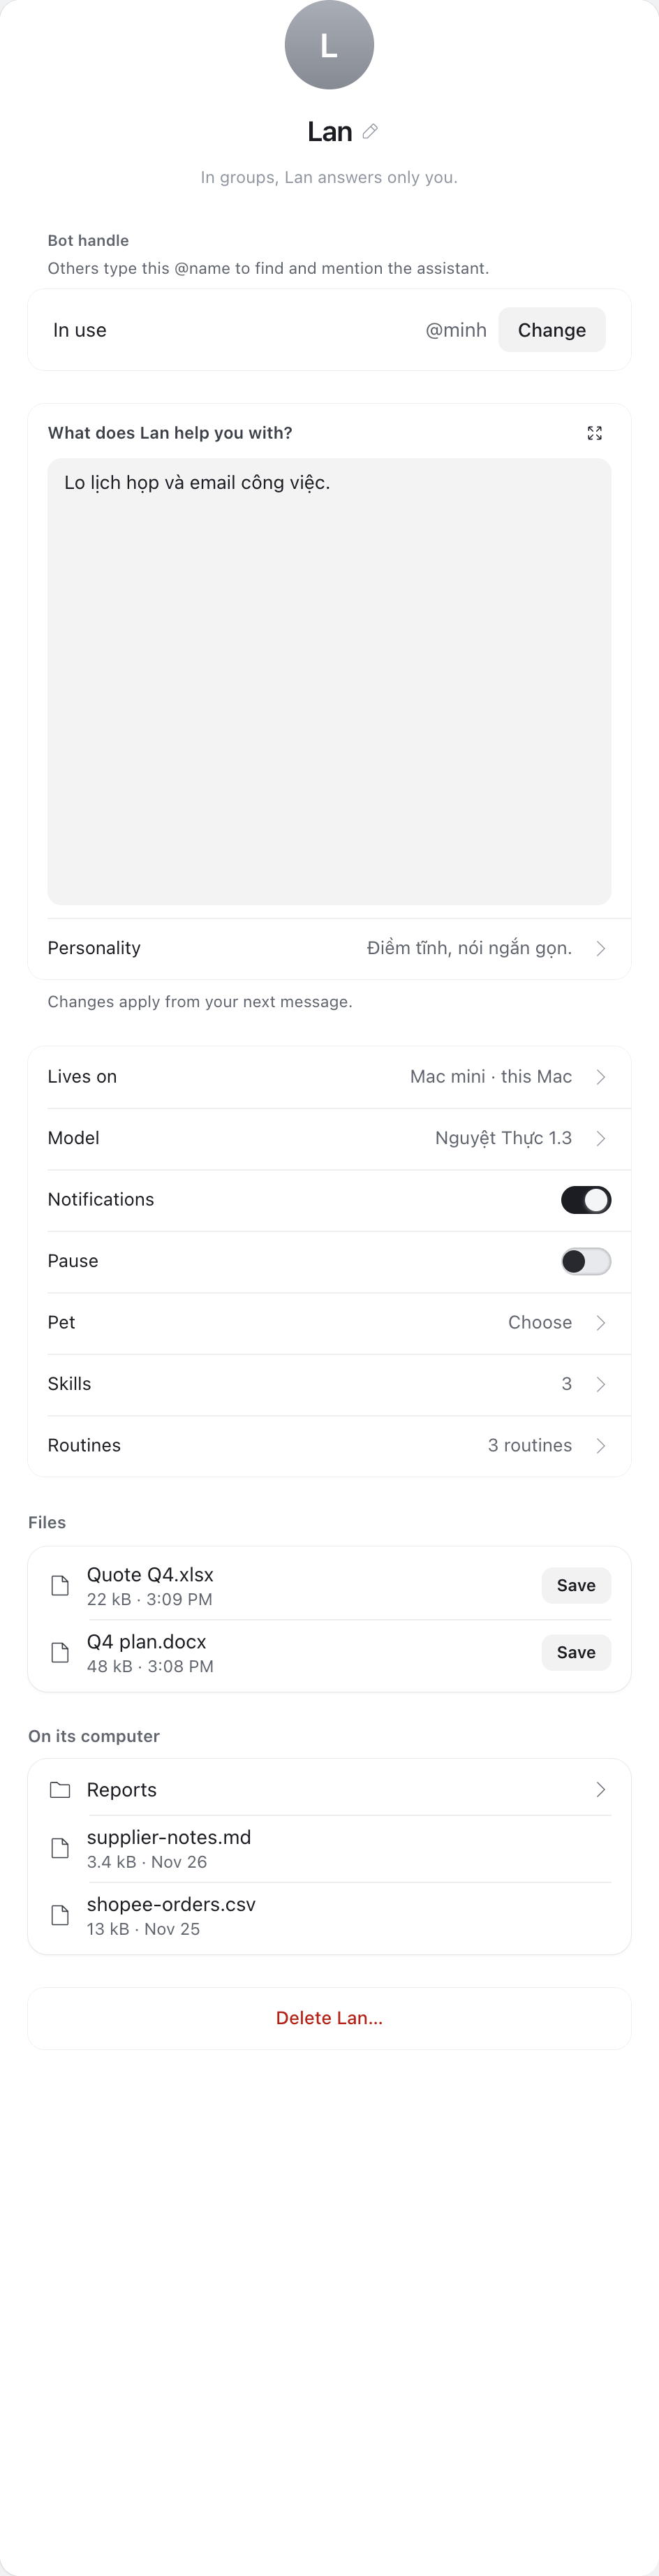 L
Lan
In groups, Lan answers only you.
Bot handle
Others type this @name to find and mention the assistant.
In use @minh Change
What does Lan help you with?
Lo lịch họp và email công việc.
Personality Điềm tĩnh, nói ngắn gọn.
Changes apply from your next message.
Lives on Mac mini · this Mac
Model Nguyệt Thực 1.3
Notifications
Pause
Pet Choose
Skills 3
Routines 3 routines
Files
Quote Q4.xlsx
22 kB · 3:09 PM
Save
Q4 plan.docx
48 kB · 3:08 PM
Save
On its computer
Reports
supplier-notes.md
3.4 kB · Nov 26
shopee-orders.csv
13 kB · Nov 25
Delete Lan...